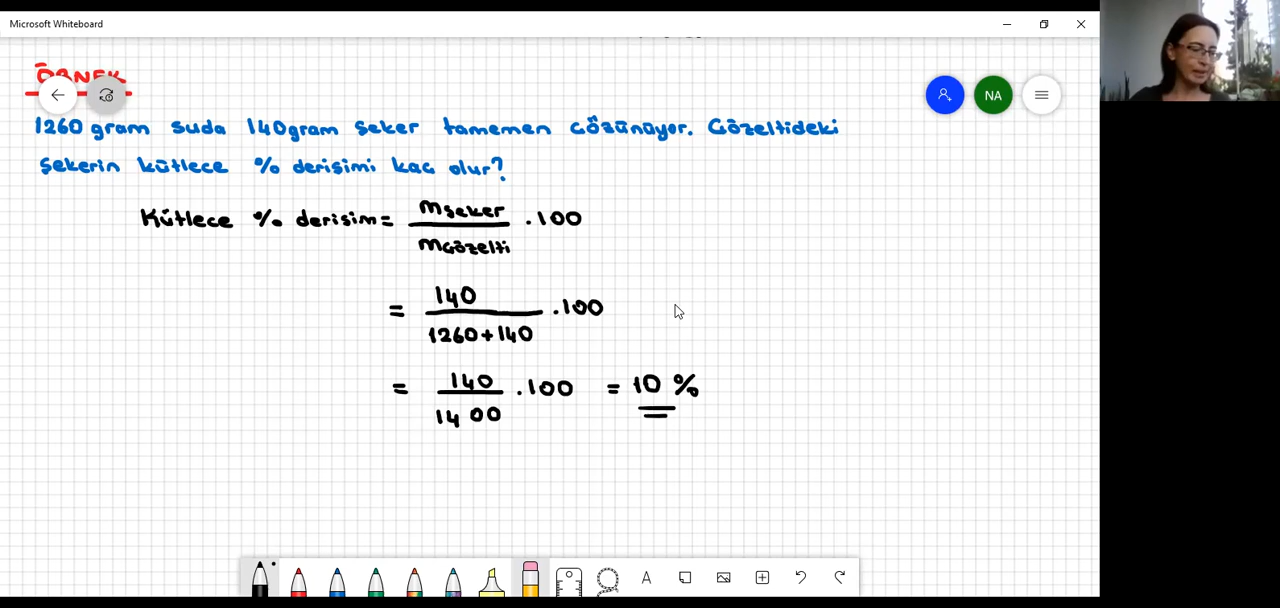 Microsoft Whiteboard
ÖRNEK
NA
1260 gram suda 140gram şeker tamemen çözünüyor. Çözeltideki
şekerin kütlece % derişimi kaç olur?
Kütlece % derişim= mşeker / mçözelti .100
= 140 / 1260+140 .100
= 140 / 1400 .100 = 10 %
A